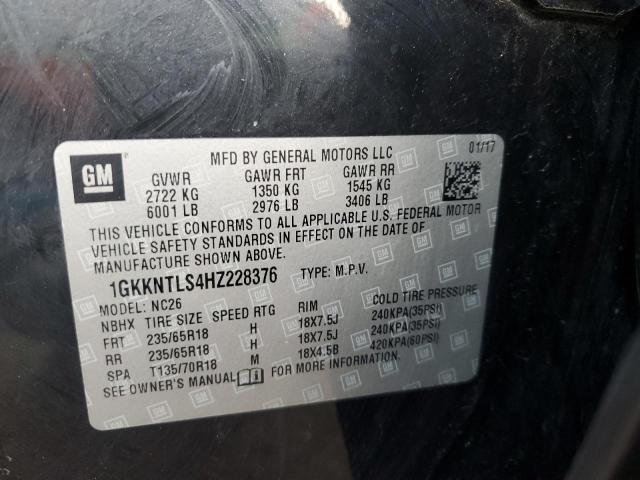 GM
MFD BY GENERAL MOTORS LLC 01/17
GVWR GAWR FRT GAWR RR
2722 KG 1350 KG 1545 KG
6001 LB 2976 LB 3406 LB
THIS VEHICLE CONFORMS TO ALL APPLICABLE U.S. FEDERAL MOTOR
VEHICLE SAFETY STANDARDS IN EFFECT ON THE DATE OF
MANUFACTURE SHOWN ABOVE.
1GKKNTLS4HZ228376 TYPE: M.P.V.
MODEL: NC26
NBHX TIRE SIZE SPEED RTG RIM COLD TIRE PRESSURE
FRT 235/65R18 H 18X7.5J 240KPA(35PSI)
RR 235/65R18 H 18X7.5J 240KPA(35PSI)
SPA T135/70R18 M 18X4.5B 420KPA(60PSI)
SEE OWNER'S MANUAL FOR MORE INFORMATION.